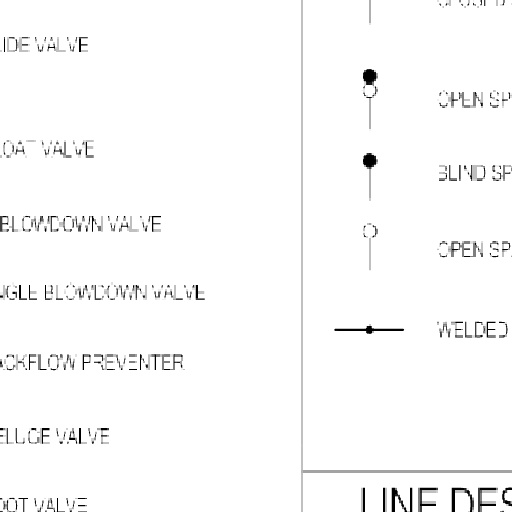 IDE VALVE
OAT VALVE
BLOWDOWN VALVE
NGLE BLOWDOWN VALVE
ACKFLOW PREVENTER
ELUGE VALVE
OOT VALVE
OPEN SP
BLIND SP
OPEN SP
WELDED
LINE DES